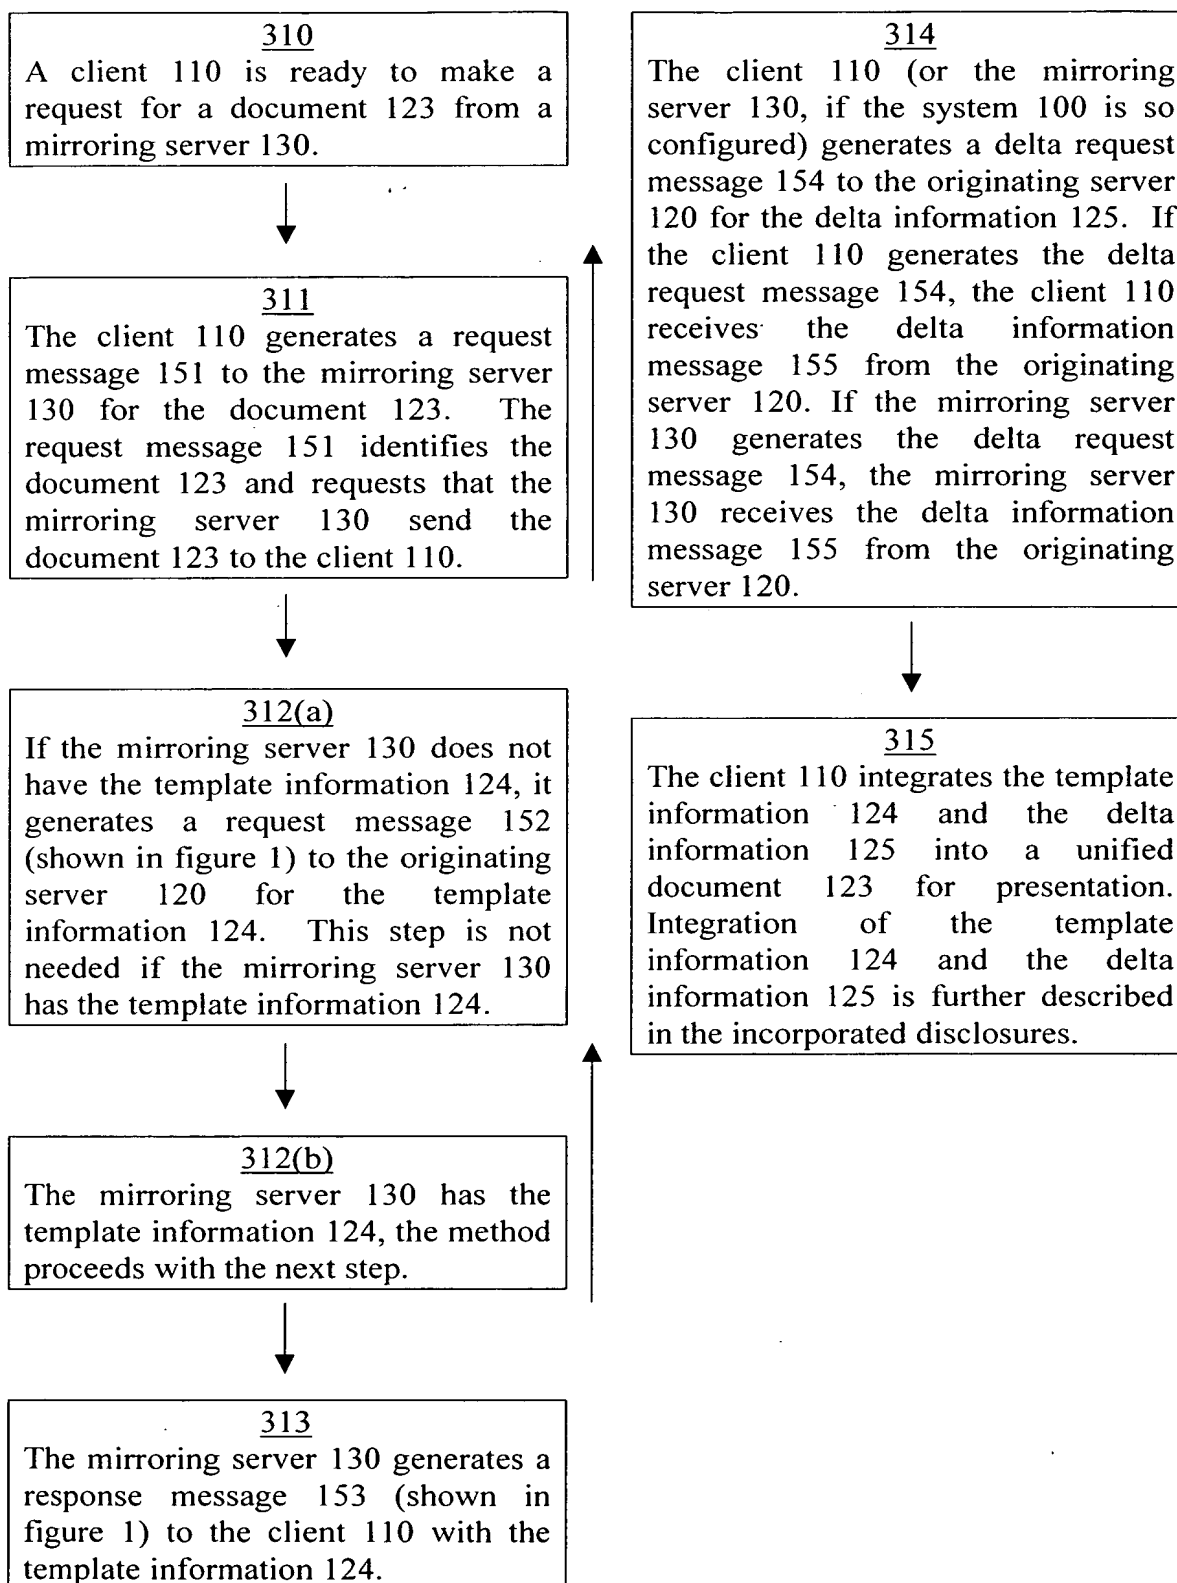 310
A client 110 is ready to make a
request for a document 123 from a
mirroring server 130.
311
The client 110 generates a request
message 151 to the mirroring server
130 for the document 123. The
request message 151 identifies the
document 123 and requests that the
mirroring server 130 send the
document 123 to the client 110.
312(a)
If the mirroring server 130 does not
have the template information 124, it
generates a request message 152
(shown in figure 1) to the originating
server 120 for the template
information 124. This step is not
needed if the mirroring server 130
has the template information 124.
312(b)
The mirroring server 130 has the
template information 124, the method
proceeds with the next step.
313
The mirroring server 130 generates a
response message 153 (shown in
figure 1) to the client 110 with the
template information 124.
314
The client 110 (or the mirroring
server 130, if the system 100 is so
configured) generates a delta request
message 154 to the originating server
120 for the delta information 125. If
the client 110 generates the delta
request message 154, the client 110
receives the delta information
message 155 from the originating
server 120. If the mirroring server
130 generates the delta request
message 154, the mirroring server
130 receives the delta information
message 155 from the originating
server 120.
315
The client 110 integrates the template
information 124 and the delta
information 125 into a unified
document 123 for presentation.
Integration of the template
information 124 and the delta
information 125 is further described
in the incorporated disclosures.